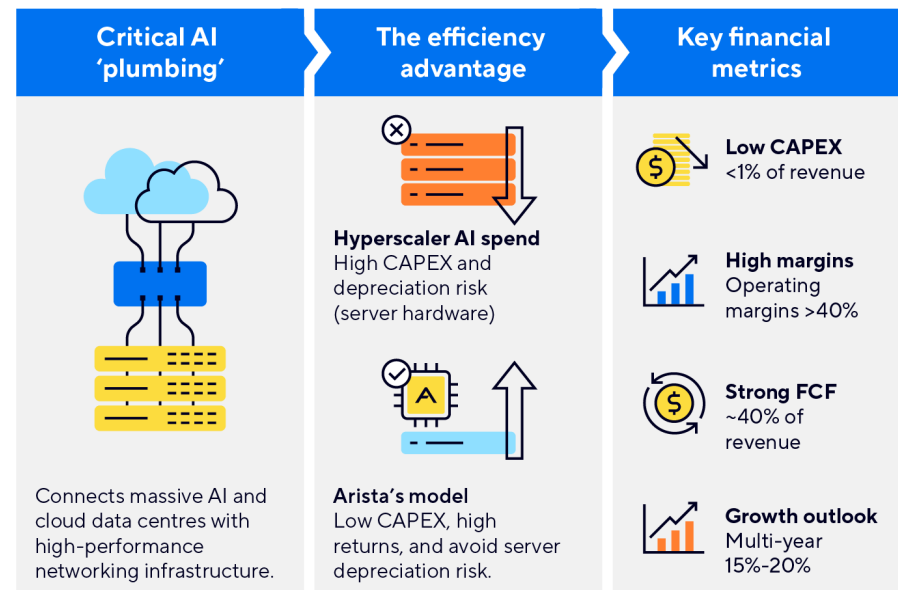 Critical AI
‘plumbing’
Connects massive AI and
cloud data centres with
high-performance
networking infrastructure.
The efficiency
advantage
Hyperscaler AI spend
High CAPEX and
depreciation risk
(server hardware)
Arista’s model
Low CAPEX, high
returns, and avoid server
depreciation risk.
Key financial
metrics
Low CAPEX
<1% of revenue
High margins
Operating
margins >40%
Strong FCF
~40% of
revenue
Growth outlook
Multi-year
15%-20%